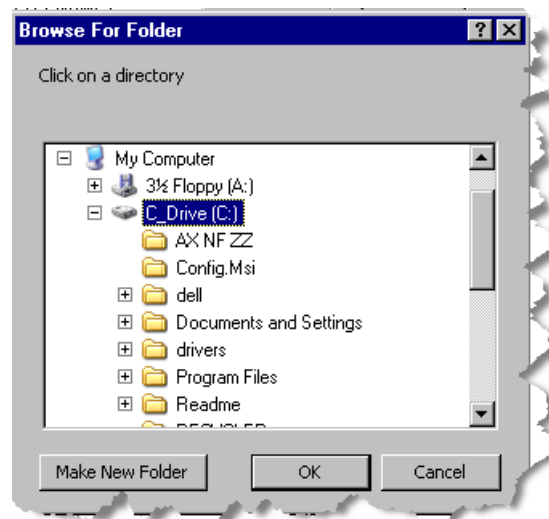 Browse For Folder
Click on a directory
My Computer
3½ Floppy (A:)
C_Drive (C:)
AX NF ZZ
Config.Msi
dell
Documents and Settings
drivers
Program Files
Readme
Make New Folder OK Cancel